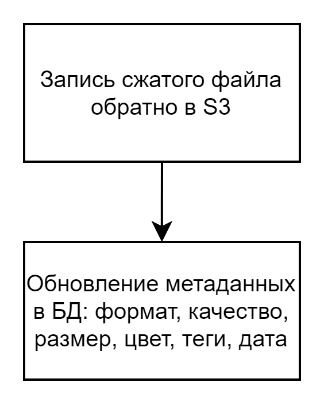 Запись сжатого файла
обратно в S3
Обновление метаданных
в БД: формат, качество,
размер, цвет, теги, дата